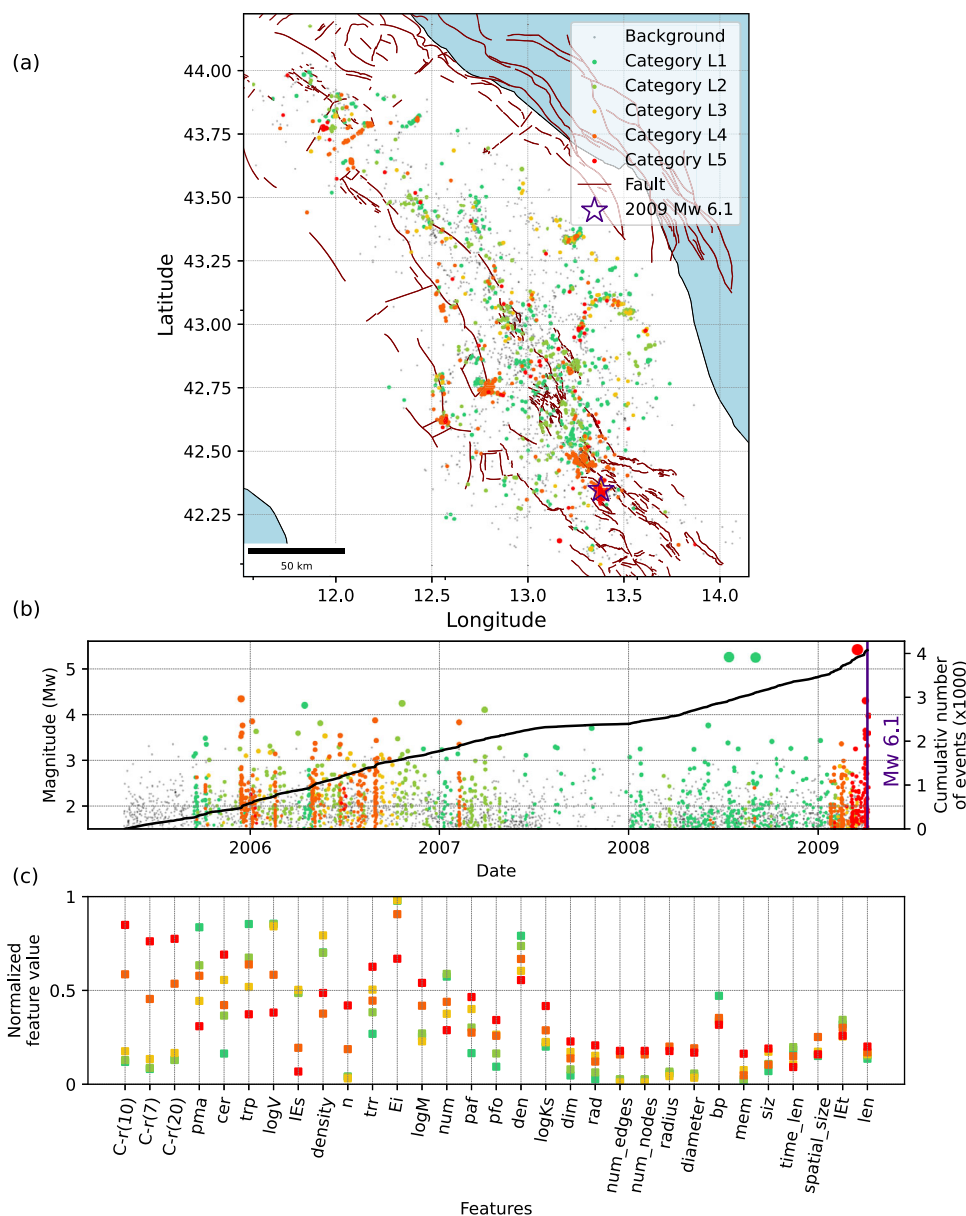 (a)
44.00
43.75
43.50
43.25
43.00
42.75
42.50
42.25
Latitude
Background
Category L1
Category L2
Category L3
Category L4
Category L5
Fault
2009 Mw 6.1
50 km
12.0 12.5 13.0 13.5 14.0
Longitude
(b)
Magnitude (Mw)
5
4
3
2
Mw 6.1
4
3
2
1
0
Cumulativ number
of events (x1000)
2006 2007 2008 2009
Date
(c)
Normalized
feature value
1
0.5
0
C-r(10)
C-r(7)
C-r(20)
pma
cer
trp
logV
IEs
density
n
trr
Ei
logM
num
paf
pfo
den
logKs
dim
rad
num_edges
num_nodes
radius
diameter
bp
mem
siz
time_len
spatial_size
IEt
len
Features